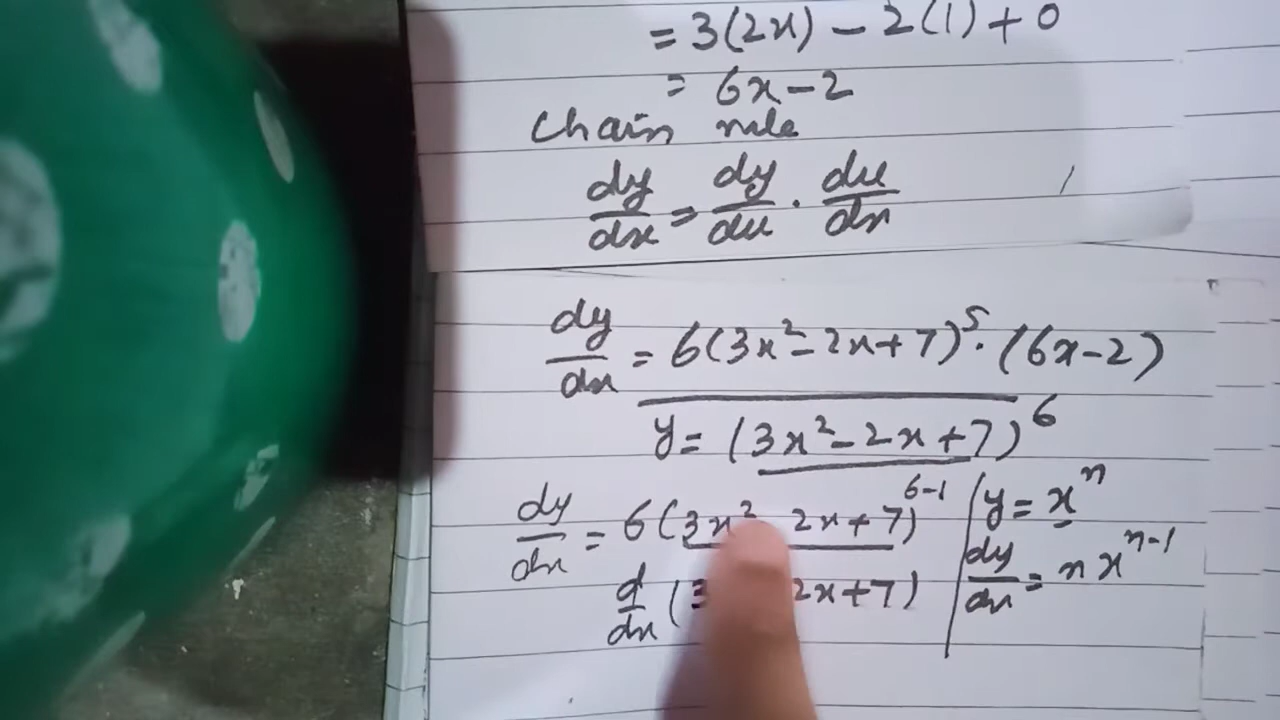 = 3(2x) - 2(1) + 0
= 6x - 2
Chain rule
dy/dx = dy/du · du/dx
dy/dx = 6(3x² - 2x + 7)⁵ · (6x - 2)
y = (3x² - 2x + 7)⁶
dy/dx = 6(3x² 2x + 7)⁶⁻¹
d/dx (3 2x + 7)
y = xⁿ
dy/dx = n xⁿ⁻¹